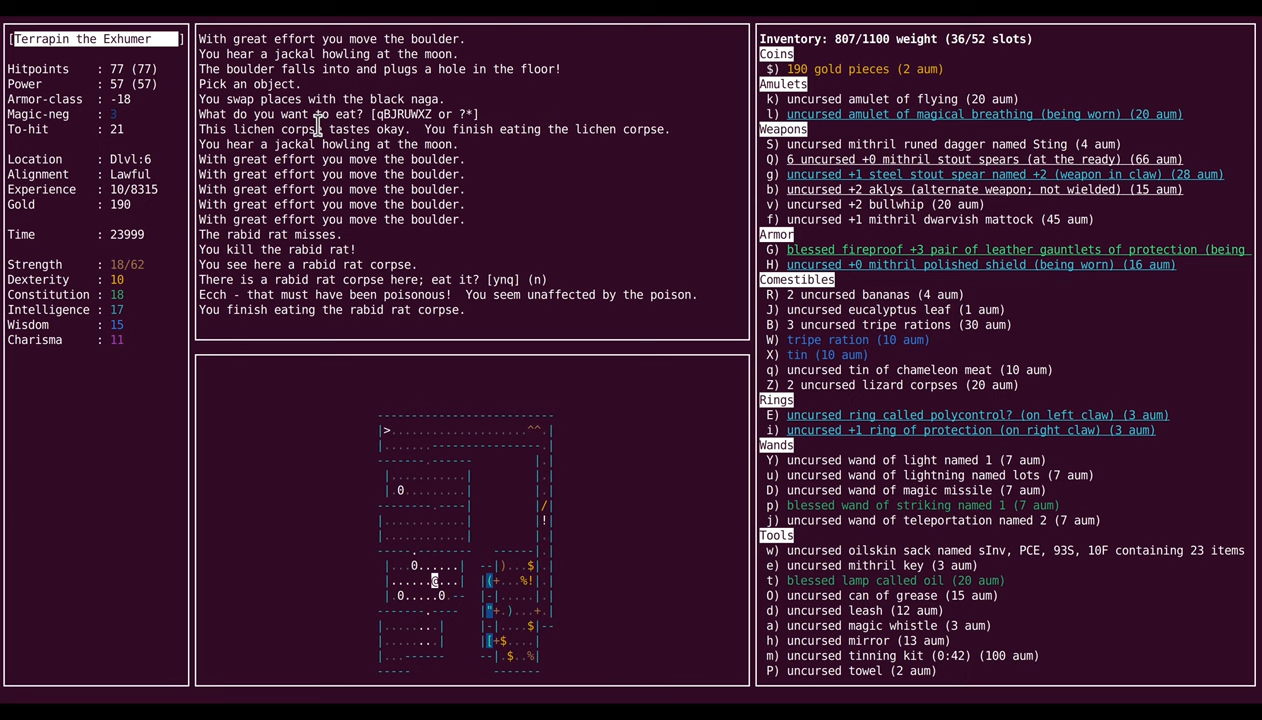 [Terrapin the Exhumer ]
Hitpoints : 77 (77)
Power : 57 (57)
Armor-class : -18
Magic-neg : 3
To-hit : 21
Location : Dlvl:6
Alignment : Lawful
Experience : 10/8315
Gold : 190
Time : 23999
Strength : 18/62
Dexterity : 10
Constitution : 18
Intelligence : 17
Wisdom : 15
Charisma : 11
With great effort you move the boulder.
You hear a jackal howling at the moon.
The boulder falls into and plugs a hole in the floor!
Pick an object.
You swap places with the black naga.
What do you want to eat? [qBJRUWXZ or ?*]
This lichen corpse tastes okay.  You finish eating the lichen corpse.
You hear a jackal howling at the moon.
With great effort you move the boulder.
With great effort you move the boulder.
With great effort you move the boulder.
With great effort you move the boulder.
With great effort you move the boulder.
The rabid rat misses.
You kill the rabid rat!
You see here a rabid rat corpse.
There is a rabid rat corpse here; eat it? [ynq] (n)
Ecch - that must have been poisonous!  You seem unaffected by the poison.
You finish eating the rabid rat corpse.
--------------------------
|>....................^^.|
|.......----------------.|
-------.------ |.|
|...........| |.|
|.0.........| |.|
--------.----| |/|
|...........| |!|
|...........| |.|
-----.-------- ------|.|
|...0......| --|)...$|.|
|......@...| |(+...%!|.|
|.0.....0.-- |-|.....|.|
-------.---- |"+.)...+.|
|.......| |-|....$|--
|.......| |[+$....|
|...------ --|.$..%|
----- -------
Inventory: 807/1100 weight (36/52 slots)
Coins
$) 190 gold pieces (2 aum)
Amulets
k) uncursed amulet of flying (20 aum)
l) uncursed amulet of magical breathing (being worn) (20 aum)
Weapons
S) uncursed mithril runed dagger named Sting (4 aum)
Q) 6 uncursed +0 mithril stout spears (at the ready) (66 aum)
g) uncursed +1 steel stout spear named +2 (weapon in claw) (28 aum)
b) uncursed +2 aklys (alternate weapon; not wielded) (15 aum)
v) uncursed +2 bullwhip (20 aum)
f) uncursed +1 mithril dwarvish mattock (45 aum)
Armor
G) blessed fireproof +3 pair of leather gauntlets of protection (being
H) uncursed +0 mithril polished shield (being worn) (16 aum)
Comestibles
R) 2 uncursed bananas (4 aum)
J) uncursed eucalyptus leaf (1 aum)
B) 3 uncursed tripe rations (30 aum)
W) tripe ration (10 aum)
X) tin (10 aum)
q) uncursed tin of chameleon meat (10 aum)
Z) 2 uncursed lizard corpses (20 aum)
Rings
E) uncursed ring called polycontrol? (on left claw) (3 aum)
i) uncursed +1 ring of protection (on right claw) (3 aum)
Wands
Y) uncursed wand of light named 1 (7 aum)
u) uncursed wand of lightning named lots (7 aum)
D) uncursed wand of magic missile (7 aum)
p) blessed wand of striking named 1 (7 aum)
j) uncursed wand of teleportation named 2 (7 aum)
Tools
w) uncursed oilskin sack named sInv, PCE, 93S, 10F containing 23 items
e) uncursed mithril key (3 aum)
t) blessed lamp called oil (20 aum)
O) uncursed can of grease (15 aum)
d) uncursed leash (12 aum)
a) uncursed magic whistle (3 aum)
h) uncursed mirror (13 aum)
m) uncursed tinning kit (0:42) (100 aum)
P) uncursed towel (2 aum)